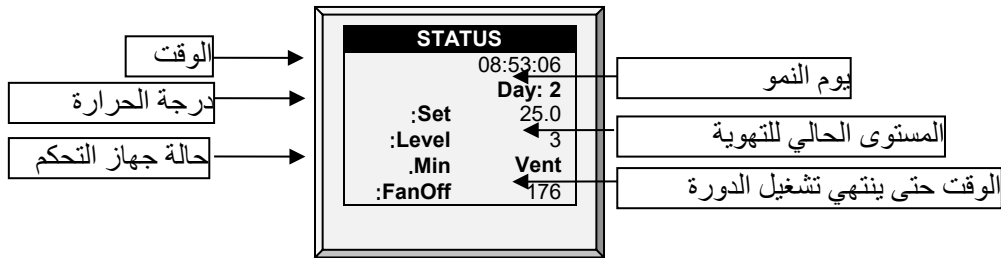 STATUS
08:53:06
Day: 2
:Set 25.0
:Level 3
.Min Vent
:FanOff 176
الوقت
درجة الحرارة
حالة جهاز التحكم
يوم النمو
المستوى الحالي للتهوية
الوقت حتى ينتهي تشغيل الدورة